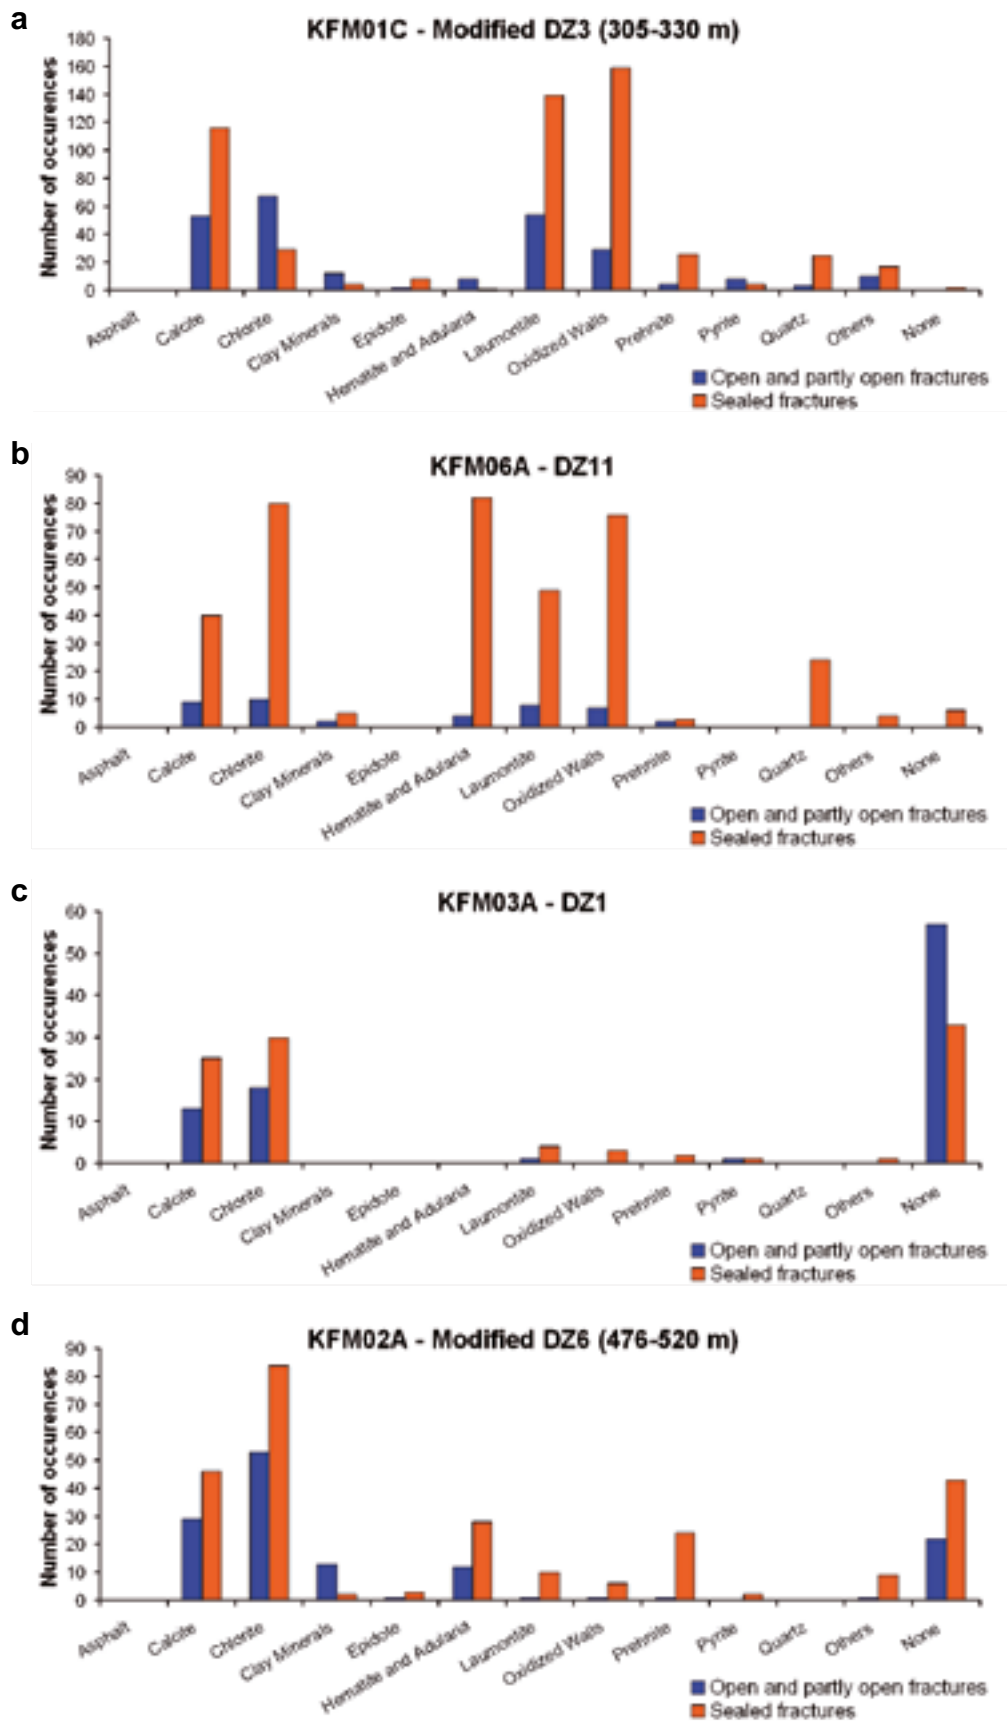 a
KFM01C - Modified DZ3 (305-330 m)
Number of occurences
180
160
140
120
100
80
60
40
20
0
Asphalt
Calcite
Chlorite
Clay Minerals
Epidote
Hematite and Adularia
Laumontite
Oxidized Walls
Prehnite
Pyrite
Quartz
Others
None
Open and partly open fractures
Sealed fractures
b
KFM06A - DZ11
Number of occurences
90
80
70
60
50
40
30
20
10
0
Asphalt
Calcite
Chlorite
Clay Minerals
Epidote
Hematite and Adularia
Laumontite
Oxidized Walls
Prehnite
Pyrite
Quartz
Others
None
Open and partly open fractures
Sealed fractures
c
KFM03A - DZ1
Number of occurences
60
50
40
30
20
10
0
Asphalt
Calcite
Chlorite
Clay Minerals
Epidote
Hematite and Adularia
Laumontite
Oxidized Walls
Prehnite
Pyrite
Quartz
Others
None
Open and partly open fractures
Sealed fractures
d
KFM02A - Modified DZ6 (476-520 m)
Number of occurences
90
80
70
60
50
40
30
20
10
0
Asphalt
Calcite
Chlorite
Clay Minerals
Epidote
Hematite and Adularia
Laumontite
Oxidized Walls
Prehnite
Pyrite
Quartz
Others
None
Open and partly open fractures
Sealed fractures